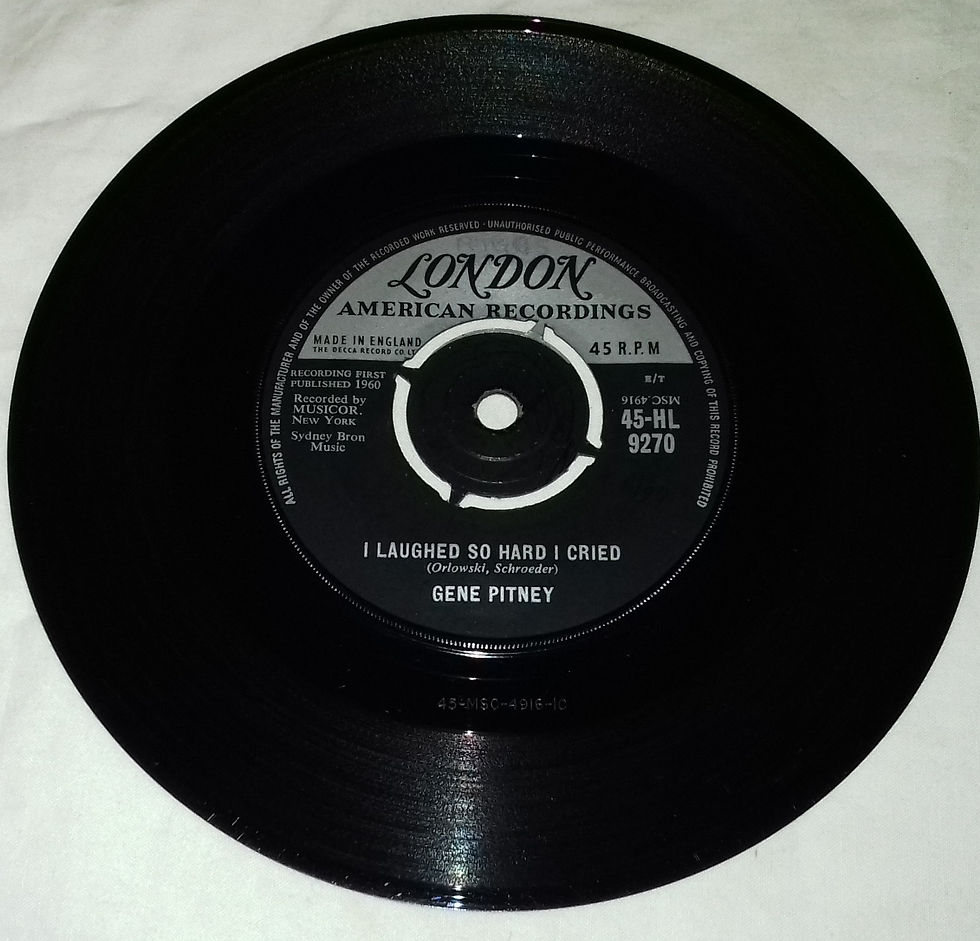 ALL RIGHTS OF THE MANUFACTURER AND OF THE OWNER OF THE RECORDED WORK RESERVED · UNAUTHORISED PUBLIC PERFORMANCE BROADCASTING AND COPYING OF THIS RECORD PROHIBITED
LONDON
AMERICAN RECORDINGS
MADE IN ENGLAND
THE DECCA RECORD CO LT
45 R.P.M
RECORDING FIRST
PUBLISHED 1960
Recorded by
MUSICOR.
NEW YORK
Sydney Bron
Music
E/T
MSC.4916
45-HL
9270
I LAUGHED SO HARD I CRIED
(Orlowski, Schroeder)
GENE PITNEY
45-MSC-4916-1C